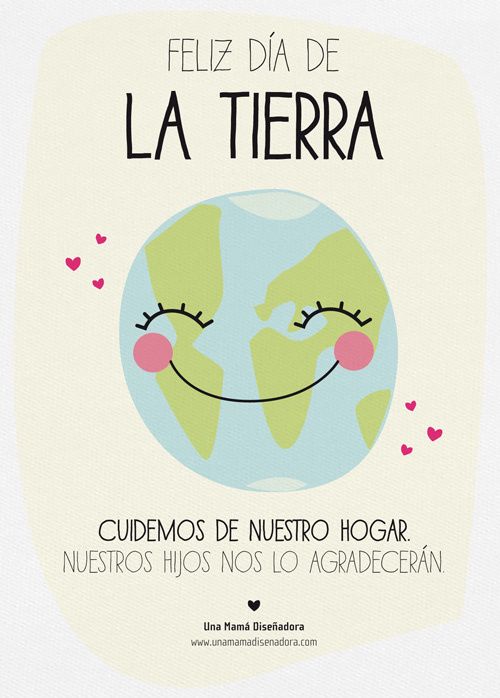 FELIZ DÍA DE
LA TIERRA
CUIDEMOS DE NUESTRO HOGAR.
NUESTROS HIJOS NOS LO AGRADECERÁN.
Una Mamá Diseñadora
www.unamamadisenadora.com